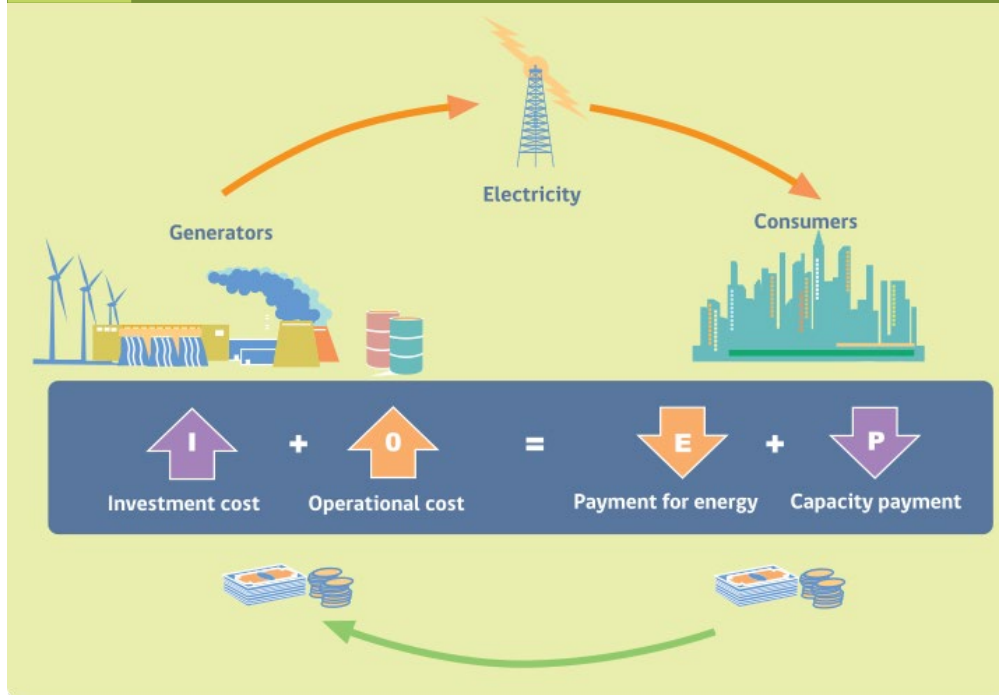 Electricity
Generators
Consumers
I + O = E + P
Investment cost
Operational cost
Payment for energy
Capacity payment